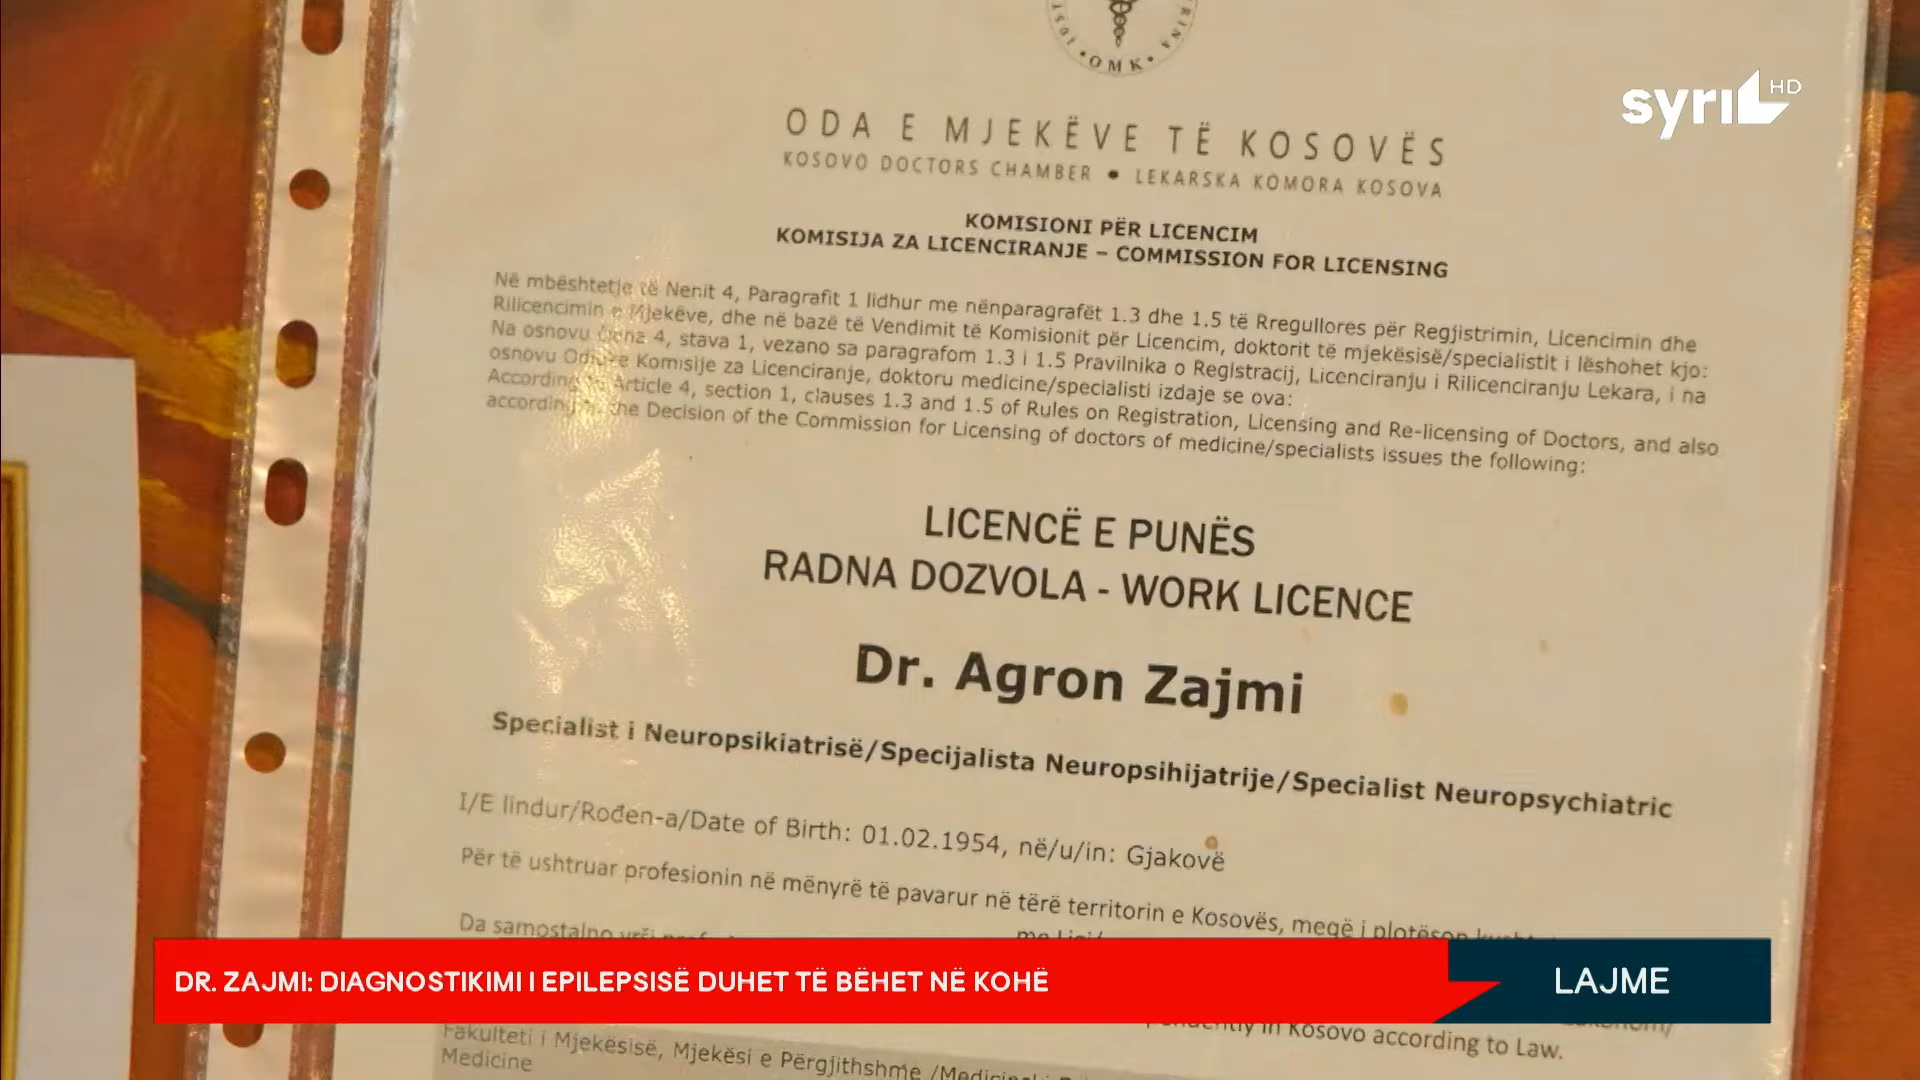 OMK
syri HD
ODA E MJEKËVE TË KOSOVËS
KOSOVO DOCTORS CHAMBER • LEKARSKA KOMORA KOSOVA
KOMISIONI PËR LICENCIM
KOMISIJA ZA LICENCIRANJE – COMMISSION FOR LICENSING
Në mbështetje të Nenit 4, Paragrafit 1 lidhur me nënparagrafët 1.3 dhe 1.5 të Rregullores për Regjistrimin, Licencimin dhe
Rilicencimin e Mjekëve, dhe në bazë të Vendimit të Komisionit për Licencim, doktorit të mjekësisë/specialistit i lëshohet kjo:
Na osnovu člana 4, stava 1, vezano sa paragrafom 1.3 i 1.5 Pravilnika o Registracij, Licenciranju i Rilicenciranju Lekara, i na
osnovu Odluke Komisije za Licenciranje, doktoru medicine/specialisti izdaje se ova:
According to Article 4, section 1, clauses 1.3 and 1.5 of Rules on Registration, Licensing and Re-licensing of Doctors, and also
according to the Decision of the Commission for Licensing of doctors of medicine/specialists issues the following:
LICENCË E PUNËS
RADNA DOZVOLA - WORK LICENCE
Dr. Agron Zajmi
Specialist i Neuropsikiatrisë/Specijalista Neuropsihijatrije/Specialist Neuropsychiatric
I/E lindur/Rođen-a/Date of Birth: 01.02.1954, në/u/in: Gjakovë
Për të ushtruar profesionin në mënyrë të pavarur në tërë territorin e Kosovës, meqë i plotëson
Da samostalno vrši
me Ligj/
DR. ZAJMI: DIAGNOSTIKIMI I EPILEPSISË DUHET TË BËHET NË KOHË
LAJME
in Kosovo according to Law.
Fakulteti i Mjekësisë, Mjekësi e Përgjithshme /Medicinski
Medicine